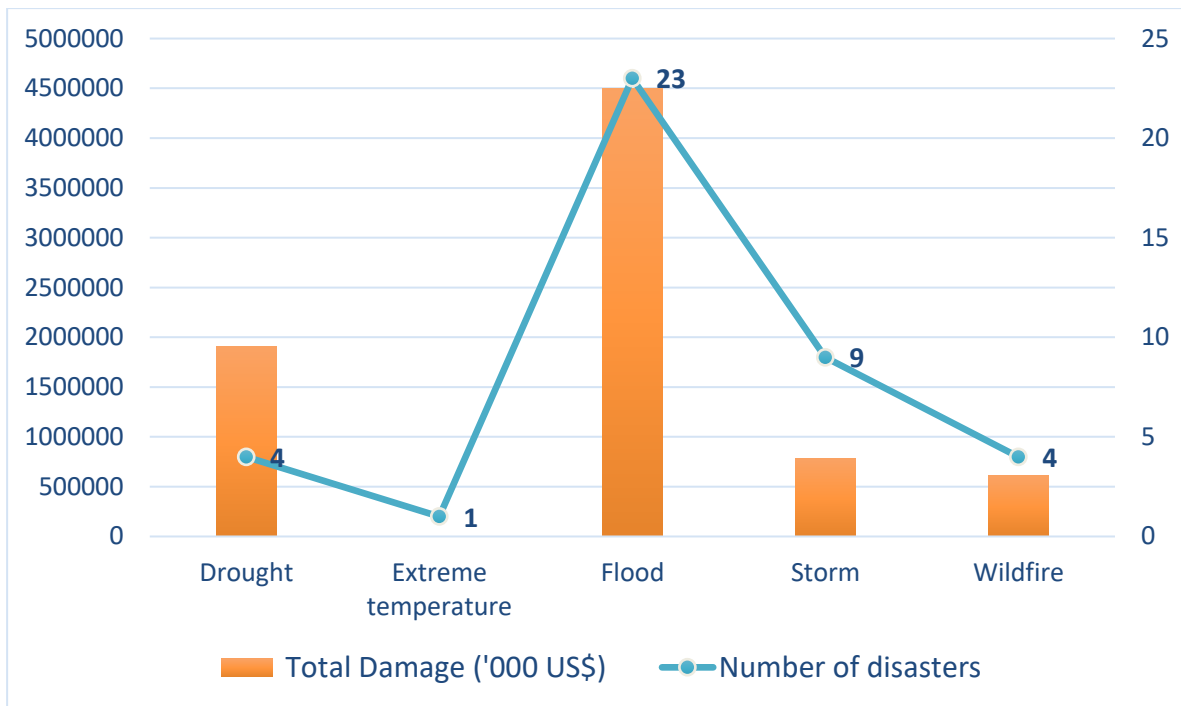 5000000
4500000
4000000
3500000
3000000
2500000
2000000
1500000
1000000
500000
0
25
20
15
10
5
0
4
1
23
9
4
Drought
Extreme
temperature
Flood
Storm
Wildfire
Total Damage ('000 US$)
Number of disasters